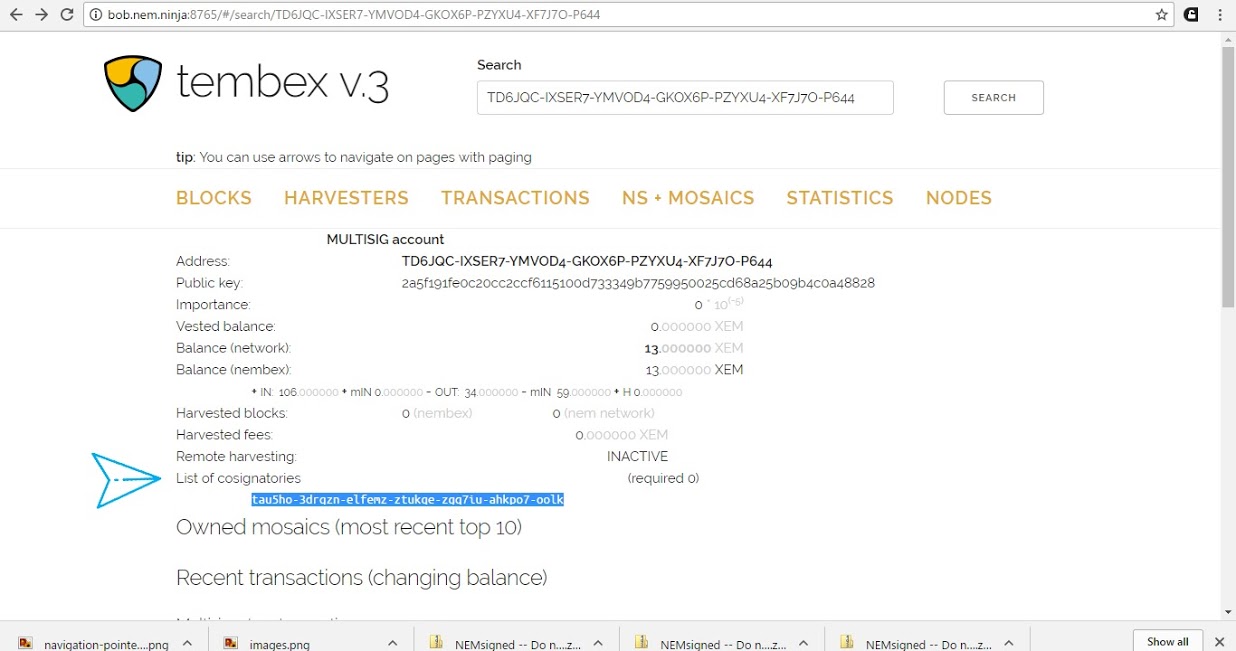 bob.nem.ninja:8765/#/search/TD6JQC-IXSER7-YMVOD4-GKOX6P-PZYXU4-XF7J7O-P644
tembex v.3
Search
TD6JQC-IXSER7-YMVOD4-GKOX6P-PZYXU4-XF7J7O-P644
SEARCH
tip: You can use arrows to navigate on pages with paging
BLOCKS HARVESTERS TRANSACTIONS NS + MOSAICS STATISTICS NODES
MULTISIG account
Address: TD6JQC-IXSER7-YMVOD4-GKOX6P-PZYXU4-XF7J7O-P644
Public key: 2a5f191fe0c20cc2ccf6115100d733349b7759950025cd68a25b09b4c0a48828
Importance: 0 * 10(-5)
Vested balance: 0.000000 XEM
Balance (network): 13.000000 XEM
Balance (nembex): 13.000000 XEM
+ IN: 106.000000 + mIN 0.000000 - OUT: 34.000000 - mIN 59.000000 + H 0.000000
Harvested blocks: 0 (nembex) 0 (nem network)
Harvested fees: 0.000000 XEM
Remote harvesting: INACTIVE
List of cosignatories (required 0)
tau5ho-3drqzn-elfemz-ztukqe-zgq7iu-ahkpo7-oolk
Owned mosaics (most recent top 10)
Recent transactions (changing balance)
navigation-pointe....png images.png NEMsigned -- Do n....z... NEMsigned -- Do n....z... NEMsigned -- Do n....z... Show all